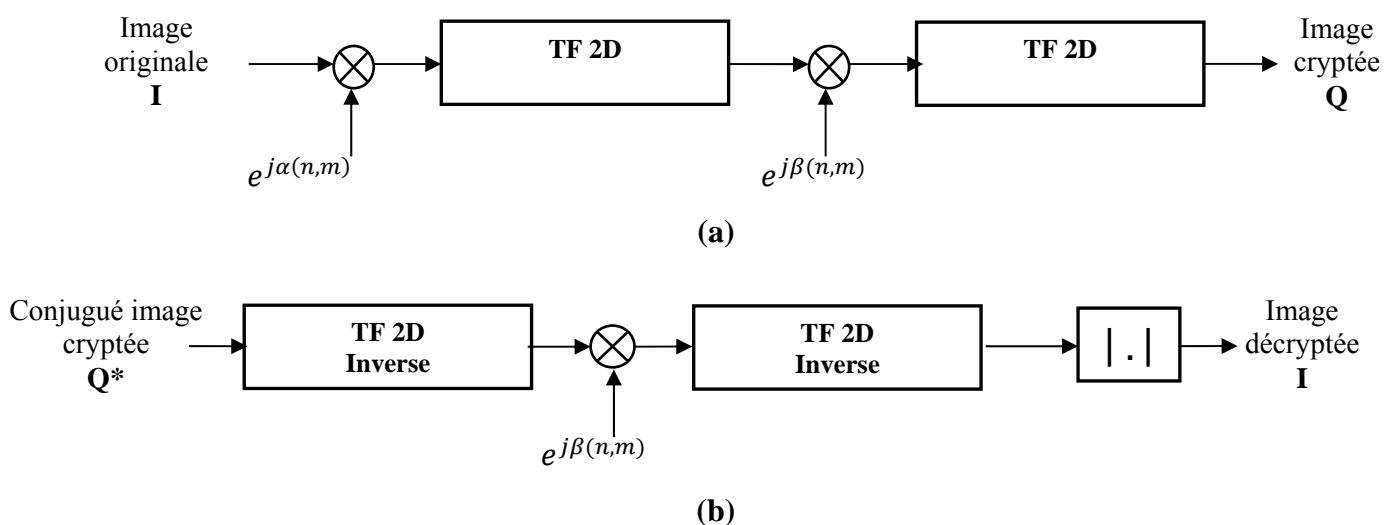 Image
originale
I
TF 2D
TF 2D
Image
cryptée
Q
e^{jα(n,m)}
e^{jβ(n,m)}
(a)
Conjugué image
cryptée
Q*
TF 2D
Inverse
TF 2D
Inverse
| . |
Image
décryptée
I
e^{jβ(n,m)}
(b)